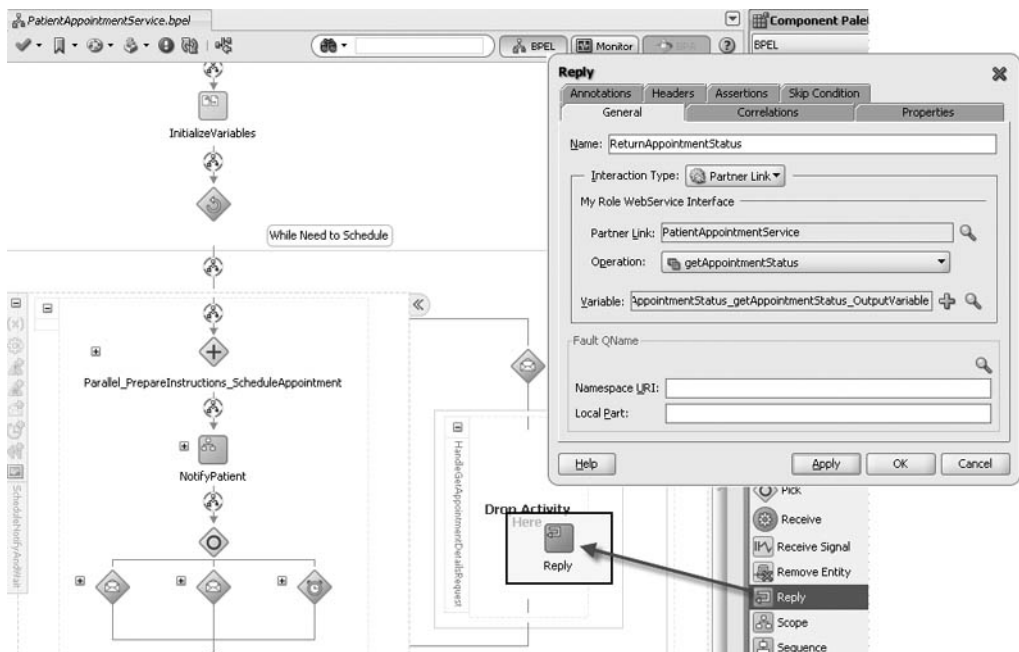 PatientAppointmentService.bpel
Component Pale
BPEL
Monitor
BPEL
Reply
Annotations
Headers
Assertions
Skip Condition
General
Correlations
Properties
Name: ReturnAppointmentStatus
Interaction Type: Partner Link
My Role WebService Interface
Partner Link: PatientAppointmentService
Operation: getAppointmentStatus
Variable: AppointmentStatus_getAppointmentStatus_OutputVariable
Fault QName
Namespace URI:
Local Part:
Help
Apply
OK
Cancel
InitializeVariables
While Need to Schedule
Parallel_PrepareInstructions_ScheduleAppointment
NotifyPatient
ScheduleNotifyAndWait
HandleGetAppointmentDetailsRequest
Drop Activity
Here
Reply
Pick
Receive
Receive Signal
Remove Entity
Reply
Scope
Sequence